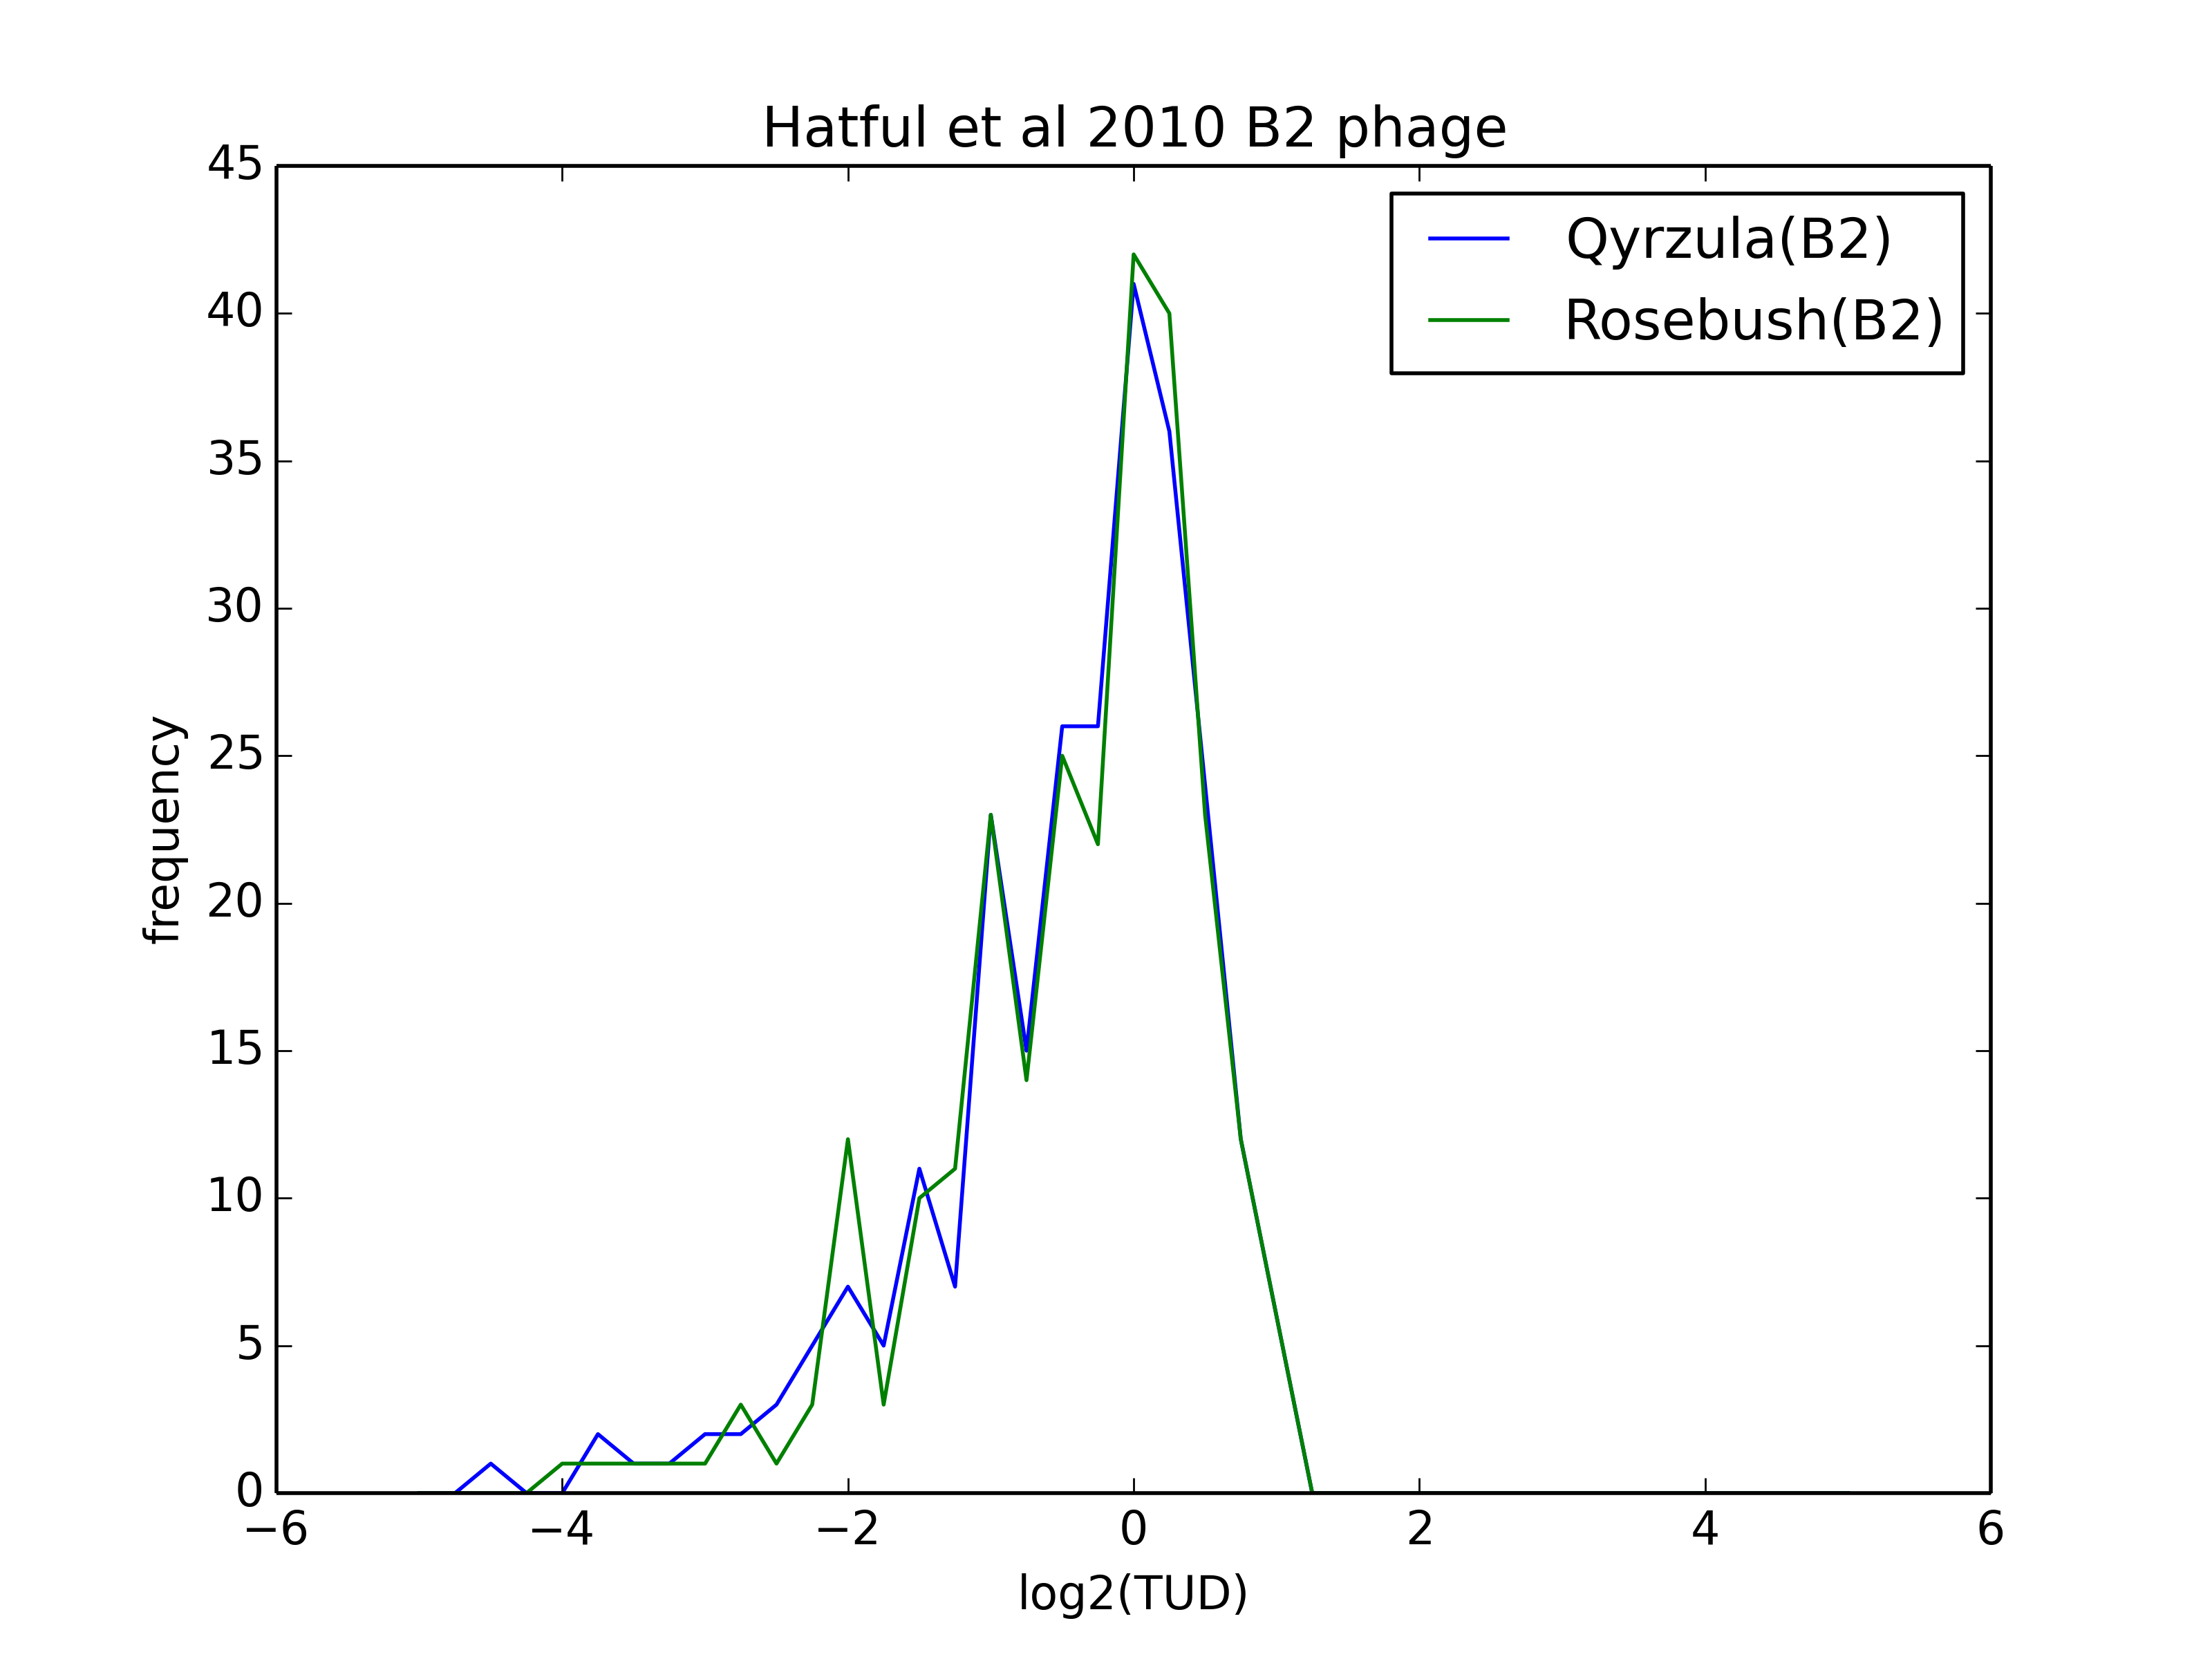 Hatful et al 2010 B2 phage
45
40
35
30
25
20
15
10
5
0
frequency
Qyrzula(B2)
Rosebush(B2)
−6 −4 −2 0 2 4 6
log2(TUD)